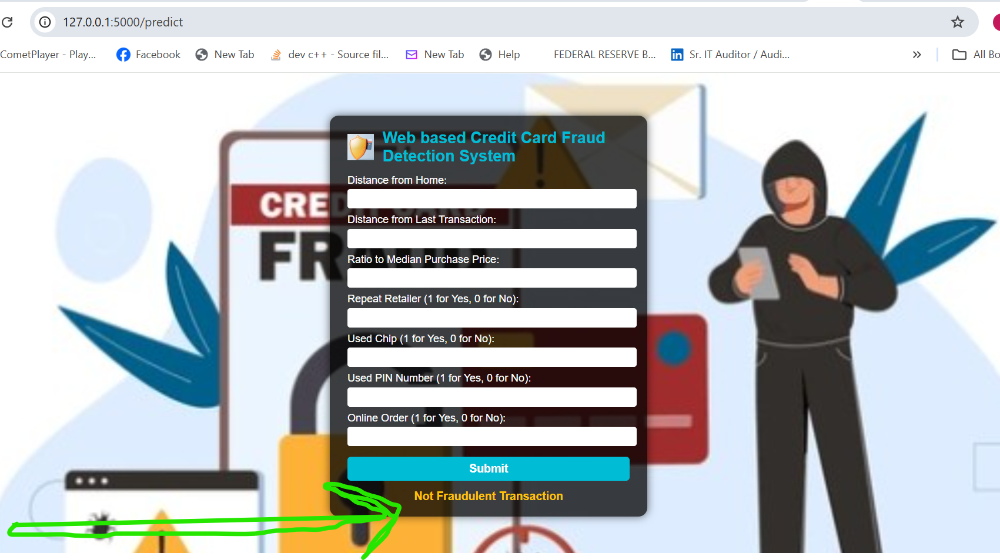 127.0.0.1:5000/predict
CometPlayer - Play... Facebook New Tab dev c++ - Source fil... New Tab Help FEDERAL RESERVE B... Sr. IT Auditor / Audi... » All Bo
Web based Credit Card Fraud
Detection System
Distance from Home:
CREDIT CARD
Distance from Last Transaction:
FRAUD
Ratio to Median Purchase Price:
Repeat Retailer (1 for Yes, 0 for No):
Used Chip (1 for Yes, 0 for No):
Used PIN Number (1 for Yes, 0 for No):
Online Order (1 for Yes, 0 for No):
Submit
Not Fraudulent Transaction